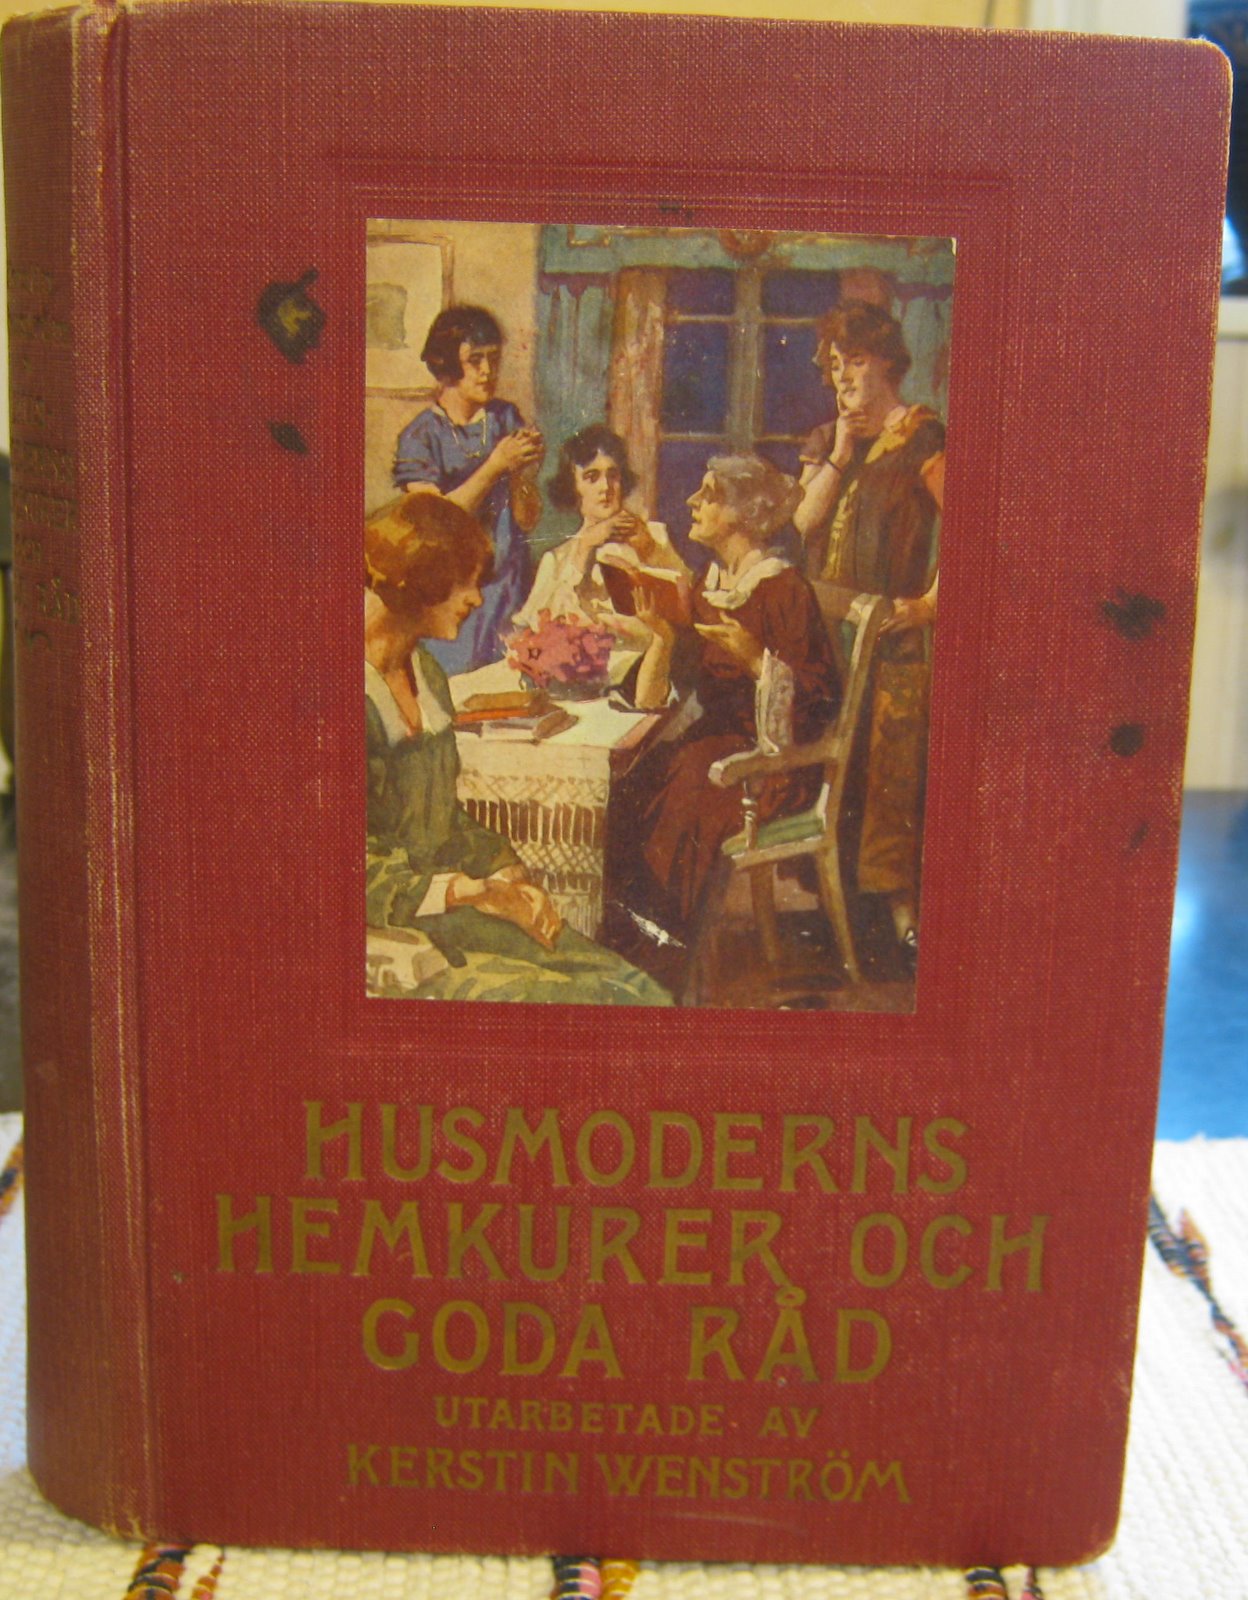 HUSMODERNS
HEMKURER OCH
GODA RÅD
UTARBETADE AV
KERSTIN WENSTRÖM